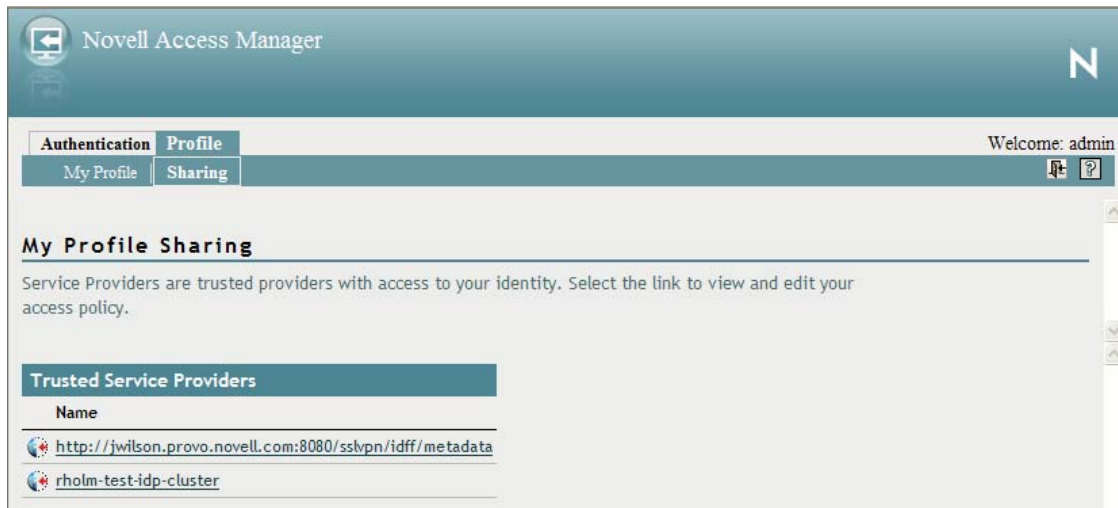 Novell Access Manager
N
Authentication Profile
Welcome: admin
My Profile Sharing
My Profile Sharing
Service Providers are trusted providers with access to your identity. Select the link to view and edit your
access policy.
Trusted Service Providers
Name
http://jwilson.provo.novell.com:8080/sslvpn/idff/metadata
rholm-test-idp-cluster